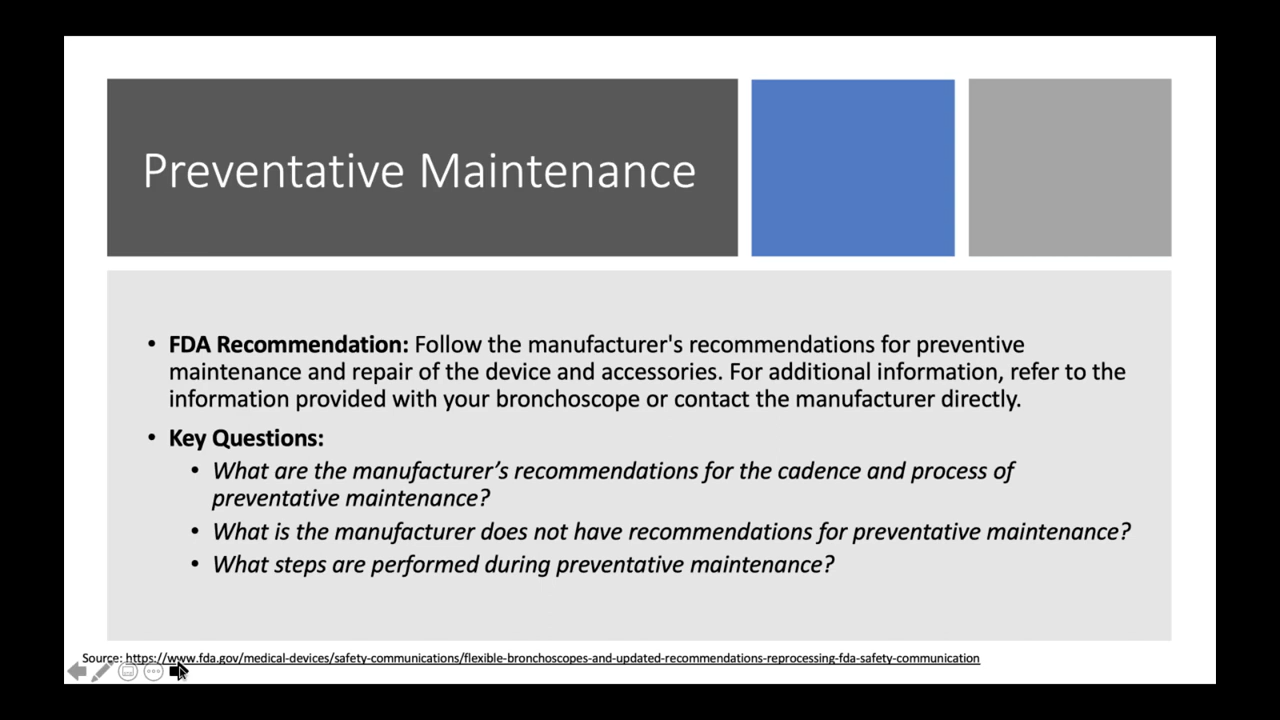 Preventative Maintenance
• FDA Recommendation: Follow the manufacturer's recommendations for preventive
maintenance and repair of the device and accessories. For additional information, refer to the
information provided with your bronchoscope or contact the manufacturer directly.
• Key Questions:
• What are the manufacturer’s recommendations for the cadence and process of
preventative maintenance?
• What is the manufacturer does not have recommendations for preventative maintenance?
• What steps are performed during preventative maintenance?
Source: https://www.fda.gov/medical-devices/safety-communications/flexible-bronchoscopes-and-updated-recommendations-reprocessing-fda-safety-communication